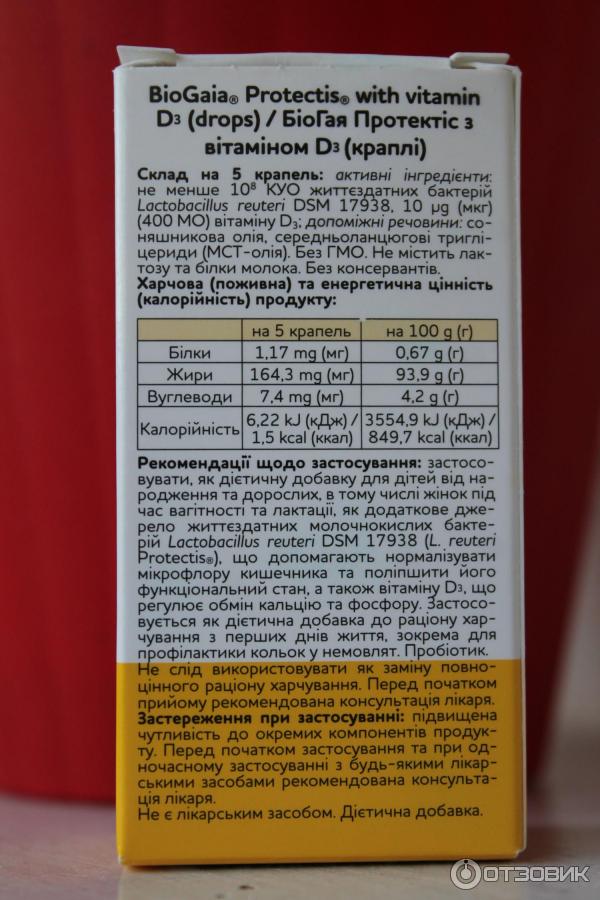 BioGaia® Protectis® with vitamin
D3 (drops) / БіоГая Протектіс з
вітаміном D3 (краплі)
Склад на 5 крапель: активні інгредієнти:
не менше 10⁸ КУО життєздатних бактерій
Lactobacillus reuteri DSM 17938, 10 µg (мкг)
(400 МО) вітаміну D3; допоміжні речовини: со-
няшникова олія, середньоланцюгові триглі-
цериди (МСТ-олія). Без ГМО. Не містить лак-
тозу та білки молока. Без консервантів.
Харчова (поживна) та енергетична цінність
(калорійність) продукту:
на 5 крапель на 100 g (г)
Білки 1,17 mg (мг) 0,67 g (г)
Жири 164,3 mg (мг) 93,9 g (г)
Вуглеводи 7,4 mg (мг) 4,2 g (г)
Калорійність 6,22 kJ (кДж) / 1,5 kcal (ккал) 3554,9 kJ (кДж) / 849,7 kcal (ккал)
Рекомендації щодо застосування: застосо-
вувати, як дієтичну добавку для дітей від на-
родження та дорослих, в тому числі жінок під
час вагітності та лактації, як додаткове дже-
рело життєздатних молочнокислих бакте-
рій Lactobacillus reuteri DSM 17938 (L. reuteri
Protectis®), що допомагають нормалізувати
мікрофлору кишечника та поліпшити його
функціональний стан, а також вітаміну D3, що
регулює обмін кальцію та фосфору. Застосо-
вується як дієтична добавка до раціону хар-
чування з перших днів життя, зокрема для
профілактики кольок у немовлят. Пробіотик.
Не слід використовувати як заміну повно-
цінного раціону харчування. Перед початком
прийому рекомендована консультація лікаря.
Застереження при застосуванні: підвищена
чутливість до окремих компонентів продук-
ту. Перед початком застосування та при од-
ночасному застосуванні з будь-якими лікар-
ськими засобами рекомендована консульта-
ція лікаря.
Не є лікарським засобом. Дієтична добавка.
ОТЗОВИК